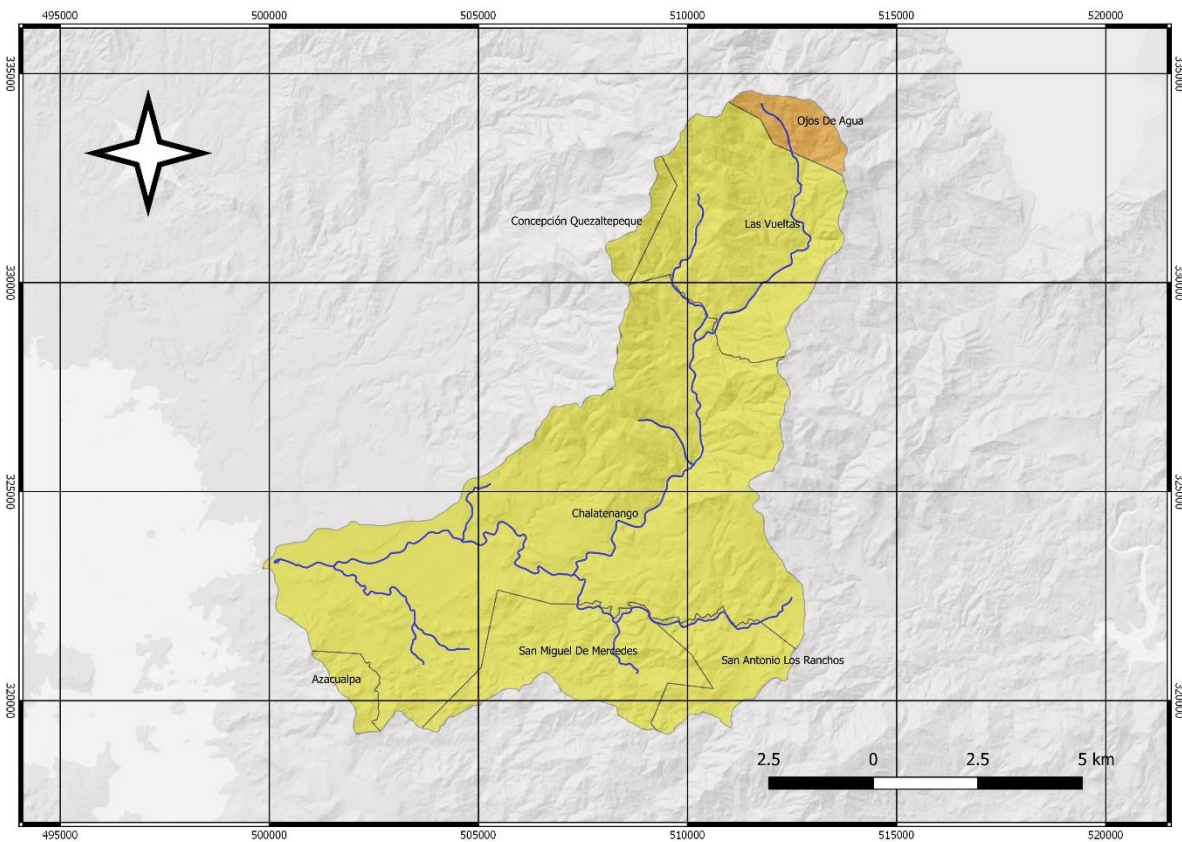 495000 500000 505000 510000 515000 520000
335000 335000
Ojos De Agua
Concepción Quezaltepeque
Las Vueltas
330000 330000
325000 325000
Chalatenango
San Miguel De Mercedes
San Antonio Los Ranchos
Azacualpa
320000 320000
2.5 0 2.5 5 km
495000 500000 505000 510000 515000 520000